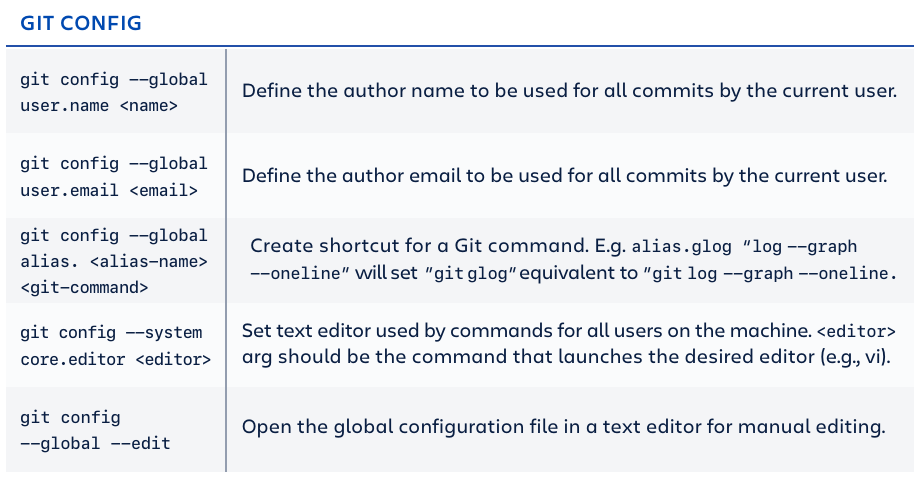 GIT CONFIG
git config --global
user.name <name>
Define the author name to be used for all commits by the current user.
git config --global
user.email <email>
Define the author email to be used for all commits by the current user.
git config --global
alias. <alias-name>
<git-command>
Create shortcut for a Git command. E.g. alias.glog “log --graph
--oneline” will set “git glog” equivalent to “git log --graph --oneline.
git config --system
core.editor <editor>
Set text editor used by commands for all users on the machine. <editor>
arg should be the command that launches the desired editor (e.g., vi).
git config
--global --edit
Open the global configuration file in a text editor for manual editing.